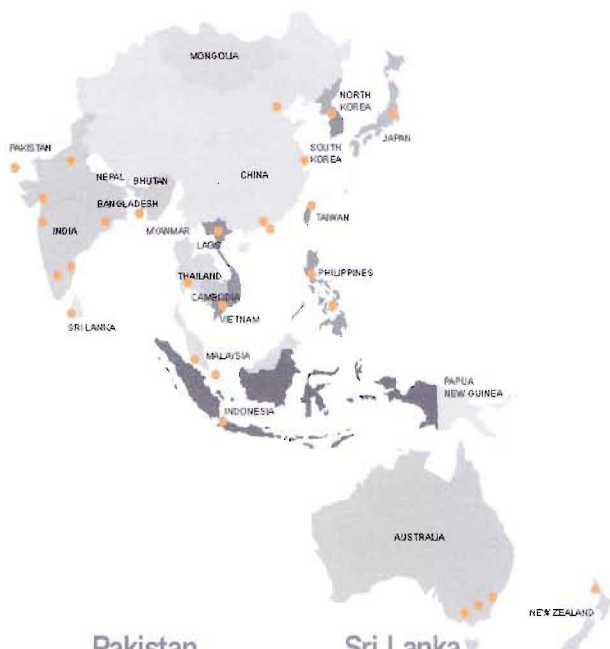 MONGOLIA
NORTH
KOREA
JAPAN
PAKISTAN
SOUTH
KOREA
NEPAL
BHUTAN
CHINA
BANGLADESH
TAIWAN
INDIA
MYANMAR
LAOS
THAILAND
PHILIPPINES
CAMBODIA
VIETNAM
SRI LANKA
MALAYSIA
PAPUA
NEW GUINEA
INDONESIA
AUSTRALIA
NEW ZEALAND
Pakistan
Sri Lanka